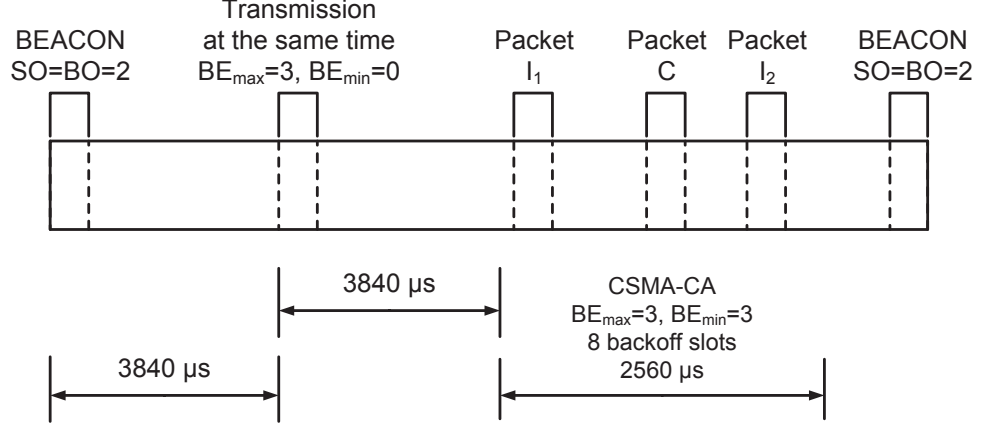 BEACON
SO=BO=2
Transmission
at the same time
BEmax=3, BEmin=0
Packet
I1
Packet
C
Packet
I2
BEACON
SO=BO=2
3840 µs
3840 µs
CSMA-CA
BEmax=3, BEmin=3
8 backoff slots
2560 µs